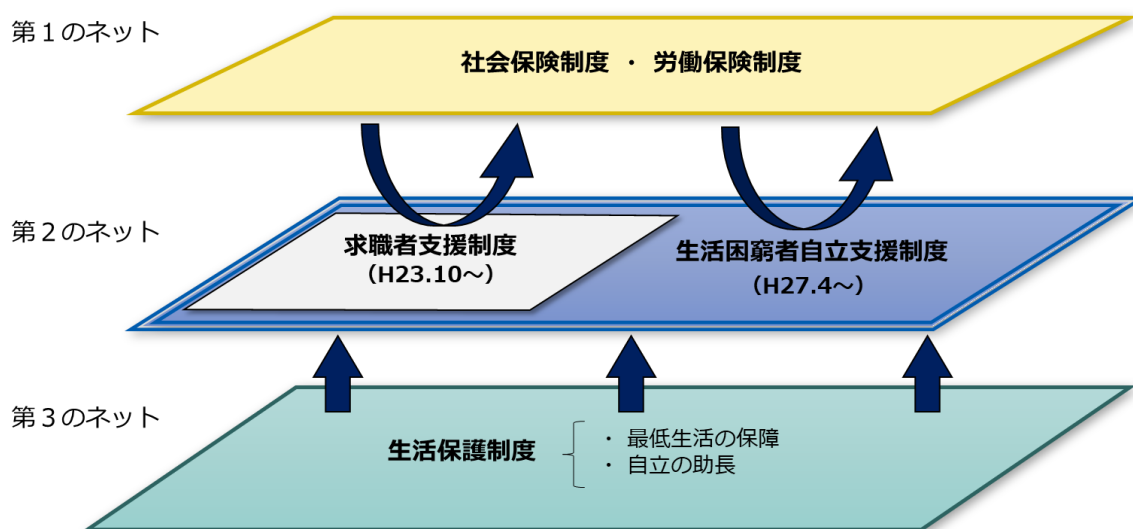 第１のネット
社会保険制度 ・ 労働保険制度
第２のネット
求職者支援制度
（H23.10～）
生活困窮者自立支援制度
（H27.4～）
第３のネット
生活保護制度
・ 最低生活の保障
・ 自立の助長